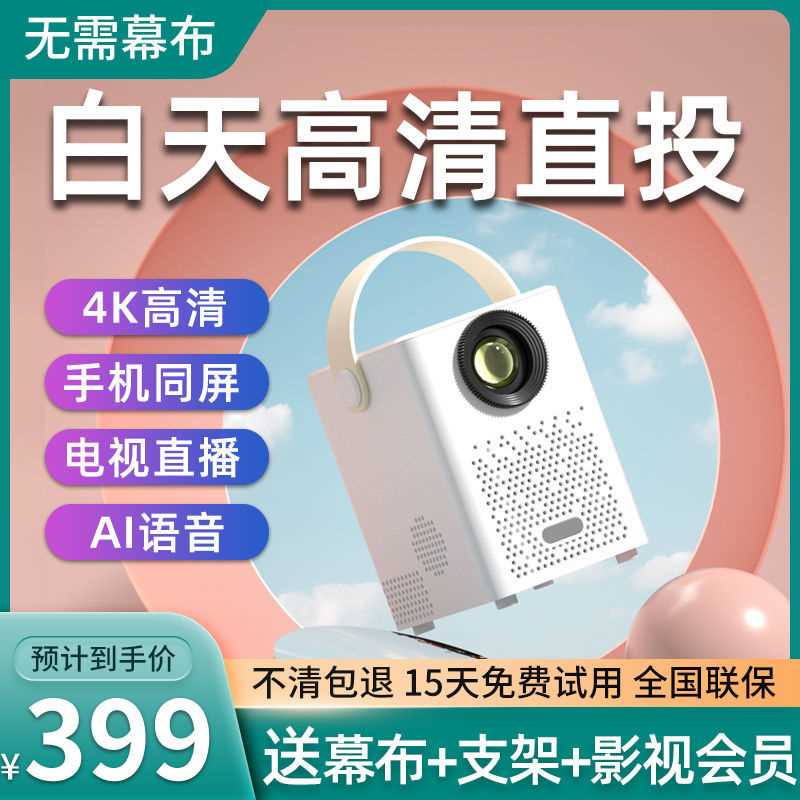 无需幕布
白天高清直投
4K高清
手机同屏
电视直播
AI语音
预计到手价
¥399
不清包退 15天免费试用 全国联保
送幕布+支架+影视会员